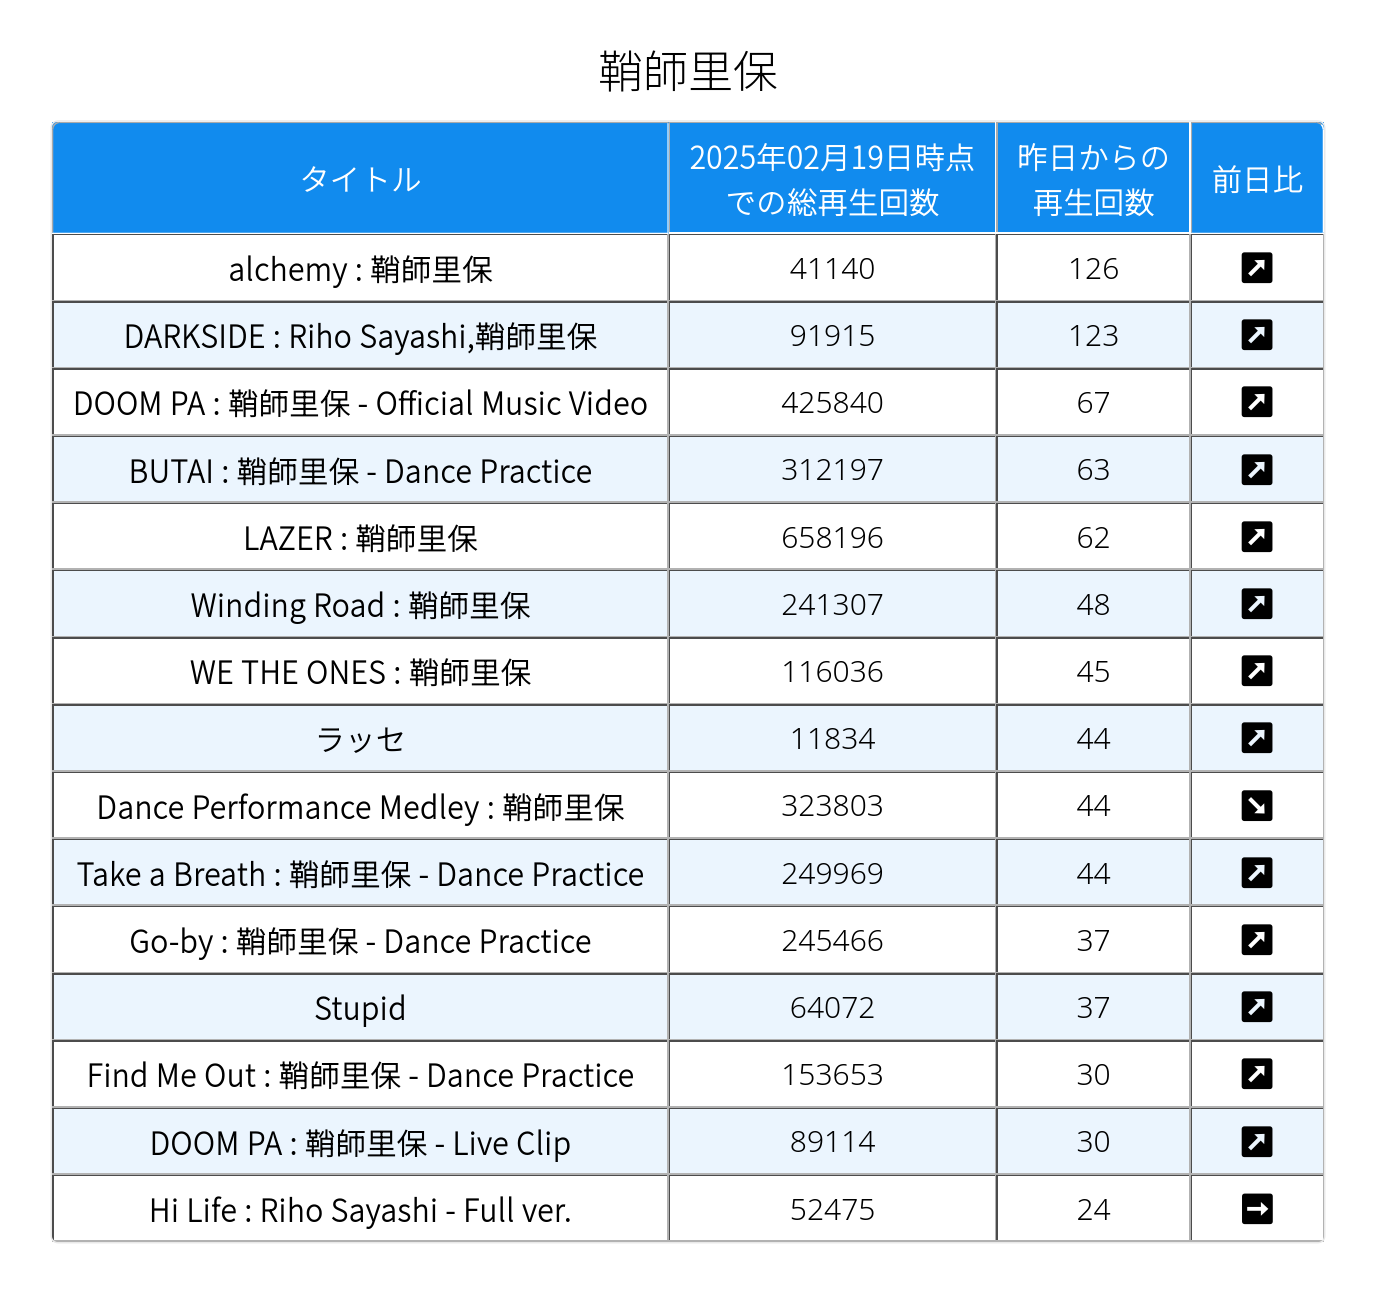 鞘師里保
タイトル 2025年02月19日時点での総再生回数 昨日からの再生回数 前日比
alchemy : 鞘師里保 41140 126
DARKSIDE : Riho Sayashi,鞘師里保 91915 123
DOOM PA : 鞘師里保 - Official Music Video 425840 67
BUTAI : 鞘師里保 - Dance Practice 312197 63
LAZER : 鞘師里保 658196 62
Winding Road : 鞘師里保 241307 48
WE THE ONES : 鞘師里保 116036 45
ラッセ 11834 44
Dance Performance Medley : 鞘師里保 323803 44
Take a Breath : 鞘師里保 - Dance Practice 249969 44
Go-by : 鞘師里保 - Dance Practice 245466 37
Stupid 64072 37
Find Me Out : 鞘師里保 - Dance Practice 153653 30
DOOM PA : 鞘師里保 - Live Clip 89114 30
Hi Life : Riho Sayashi - Full ver. 52475 24